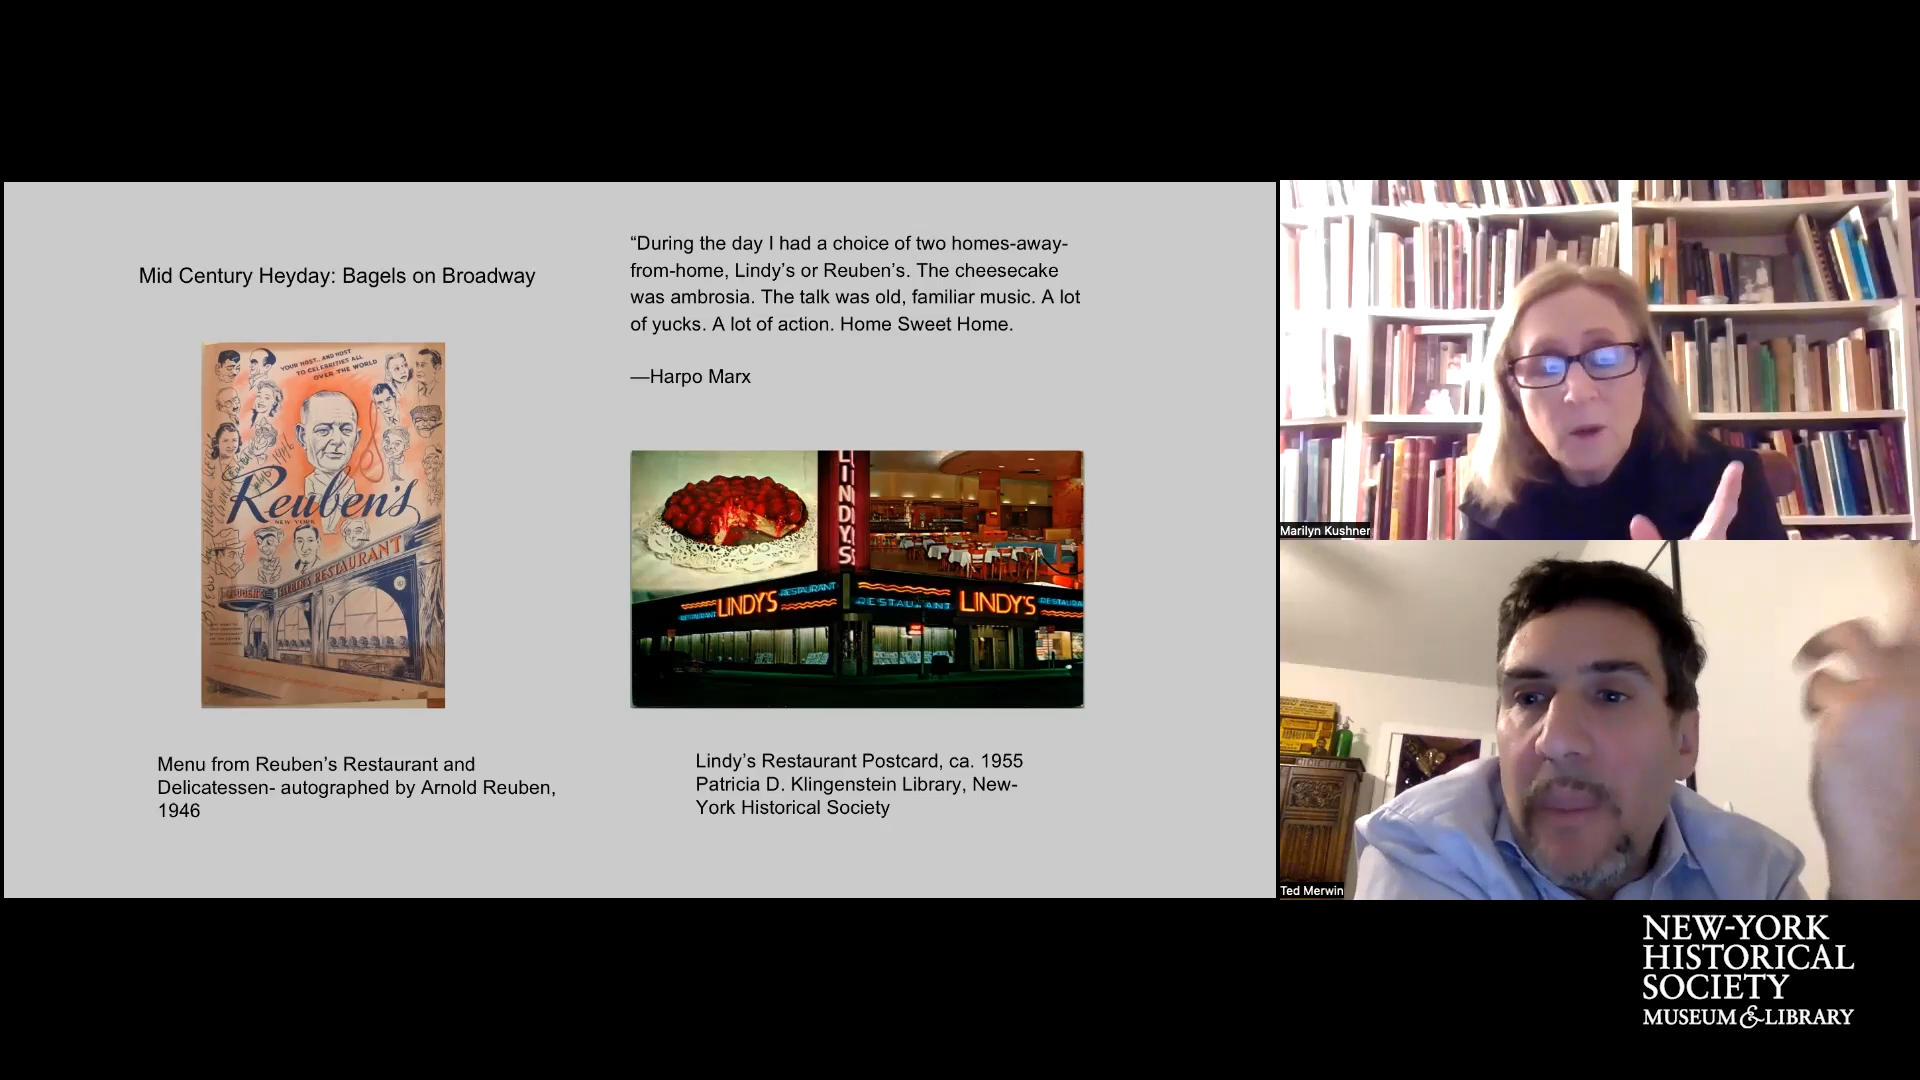 Mid Century Heyday: Bagels on Broadway
YOUR HOST.. AND HOST
TO CELEBRITIES ALL
OVER THE WORLD
Reuben's
NEW YORK
REUBEN'S RESTAURANT
Menu from Reuben’s Restaurant and
Delicatessen- autographed by Arnold Reuben,
1946
“During the day I had a choice of two homes-away-
from-home, Lindy’s or Reuben’s. The cheesecake
was ambrosia. The talk was old, familiar music. A lot
of yucks. A lot of action. Home Sweet Home.
—Harpo Marx
LINDY'S
RESTAURANT LINDY'S RESTAURANT
RESTAURANT LINDY'S RESTAURA
Lindy’s Restaurant Postcard, ca. 1955
Patricia D. Klingenstein Library, New-
York Historical Society
Marilyn Kushner
Ted Merwin
NEW-YORK
HISTORICAL
SOCIETY
MUSEUM & LIBRARY